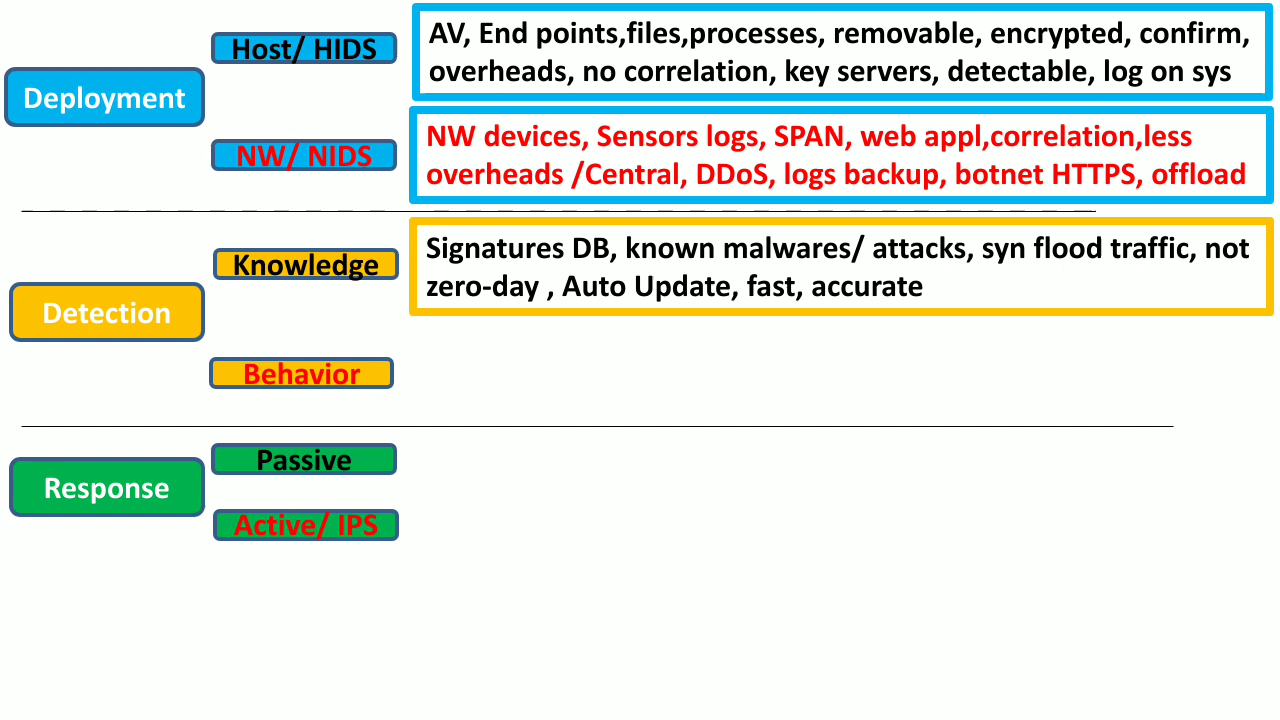 Deployment
Host/ HIDS
AV, End points,files,processes, removable, encrypted, confirm,
overheads, no correlation, key servers, detectable, log on sys
NW/ NIDS
NW devices, Sensors logs, SPAN, web appl,correlation,less
overheads /Central, DDoS, logs backup, botnet HTTPS, offload
Detection
Knowledge
Signatures DB, known malwares/ attacks, syn flood traffic, not
zero-day , Auto Update, fast, accurate
Behavior
Response
Passive
Active/ IPS